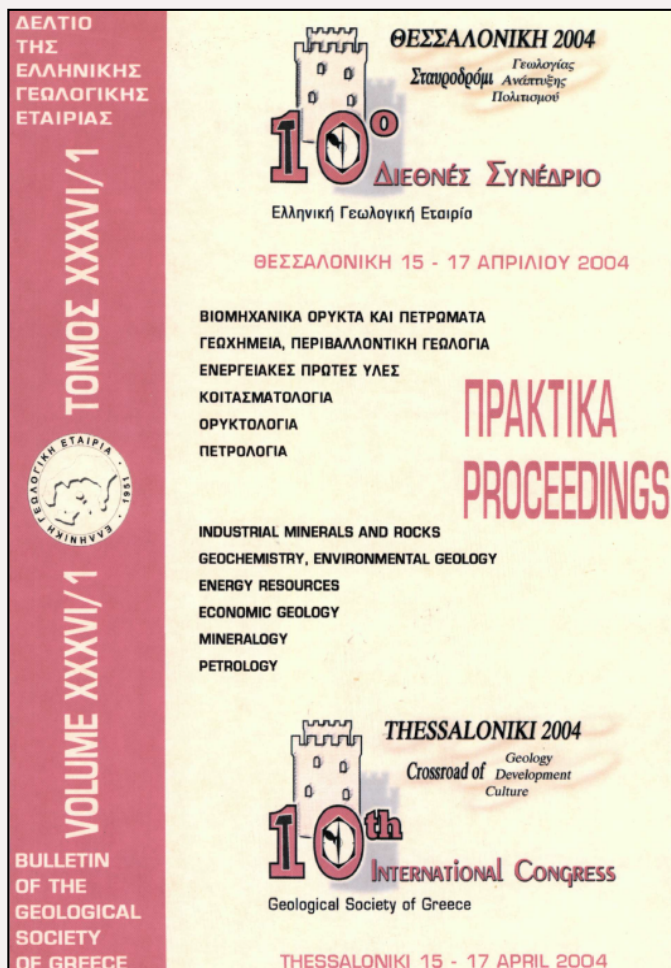 ΔΕΛΤΙΟ
ΤΗΣ
ΕΛΛΗΝΙΚΗΣ
ΓΕΩΛΟΓΙΚΗΣ
ΕΤΑΙΡΙΑΣ
ΤΟΜΟΣ XXXVI/1
ΕΛΛΗΝΙΚΗ ΓΕΩΛΟΓΙΚΗ ΕΤΑΙΡΙΑ · 1951 ·
VOLUME XXXVI/1
BULLETIN
OF THE
GEOLOGICAL
SOCIETY
OF GREECE
ΘΕΣΣΑΛΟΝΙΚΗ 2004
Σταυροδρόμι Γεωλογίας
Ανάπτυξης
Πολιτισμού
10ο ΔΙΕΘΝΈΣ ΣΥΝΈΔΡΙΟ
Ελληνική Γεωλογική Εταιρία
ΘΕΣΣΑΛΟΝΙΚΗ 15 - 17 ΑΠΡΙΛΙΟΥ 2004
ΒΙΟΜΗΧΑΝΙΚΑ ΟΡΥΚΤΑ ΚΑΙ ΠΕΤΡΩΜΑΤΑ
ΓΕΩΧΗΜΕΙΑ, ΠΕΡΙΒΑΛΛΟΝΤΙΚΗ ΓΕΩΛΟΓΙΑ
ΕΝΕΡΓΕΙΑΚΕΣ ΠΡΩΤΕΣ ΥΛΕΣ
ΚΟΙΤΑΣΜΑΤΟΛΟΓΙΑ
ΟΡΥΚΤΟΛΟΓΙΑ
ΠΕΤΡΟΛΟΓΙΑ
ΠΡΑΚΤΙΚΑ
PROCEEDINGS
INDUSTRIAL MINERALS AND ROCKS
GEOCHEMISTRY, ENVIRONMENTAL GEOLOGY
ENERGY RESOURCES
ECONOMIC GEOLOGY
MINERALOGY
PETROLOGY
THESSALONIKI 2004
Crossroad of Geology
Development
Culture
10th INTERNATIONAL CONGRESS
Geological Society of Greece
THESSALONIKI 15 - 17 APRIL 2004